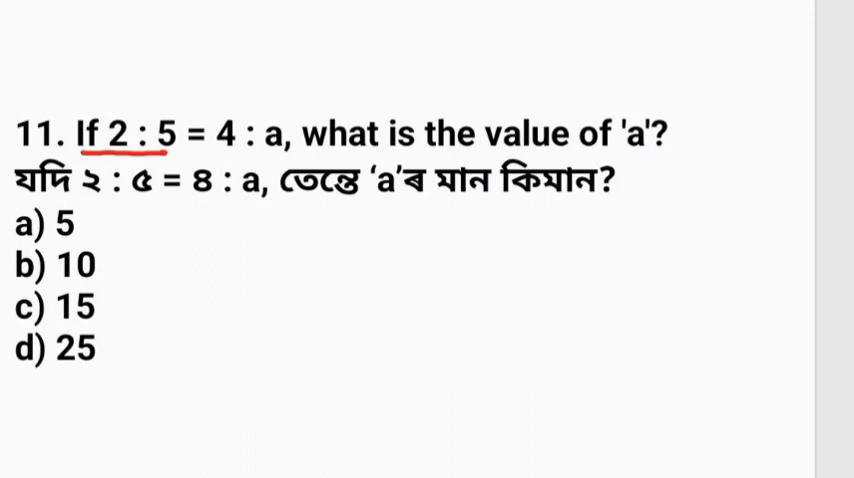 11. If 2 : 5 = 4 : a, what is the value of 'a'?
যদি ২ : ৫ = ৪ : a, তেন্তে ‘a’ৰ মান কিমান?
a) 5
b) 10
c) 15
d) 25